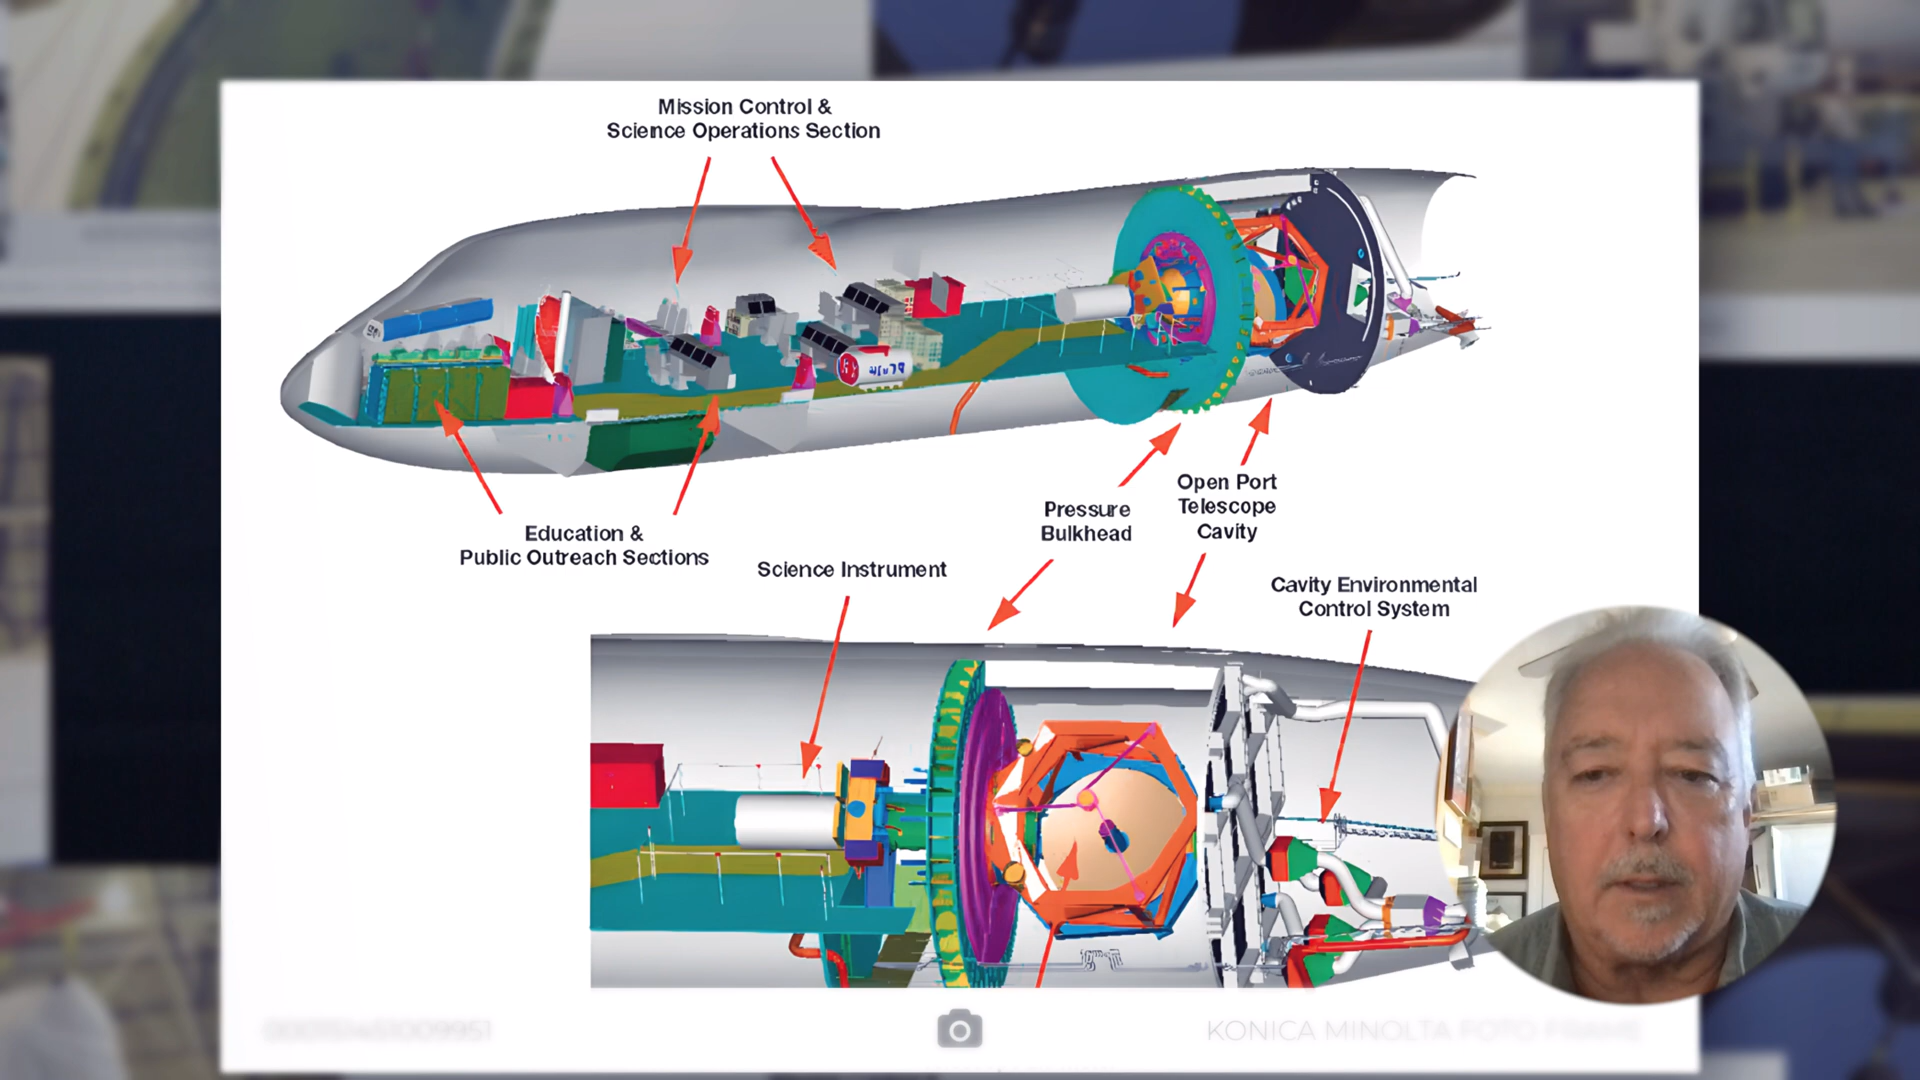 Mission Control &
Science Operations Section
Education &
Public Outreach Sections
Science Instrument
Pressure
Bulkhead
Open Port
Telescope
Cavity
Cavity Environmental
Control System
KONICA MINOLTA FOTO FRAME